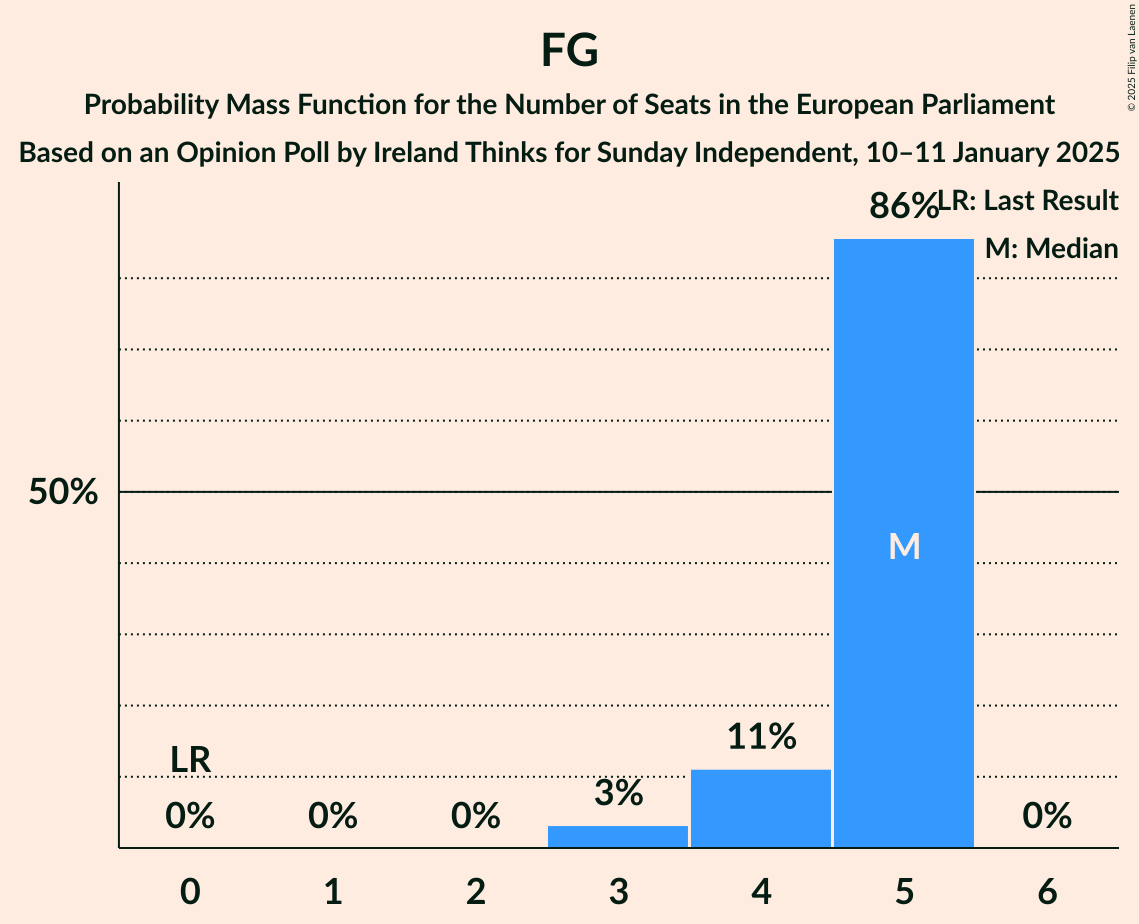 FG
Probability Mass Function for the Number of Seats in the European Parliament
Based on an Opinion Poll by Ireland Thinks for Sunday Independent, 10–11 January 2025
© 2025 Filip van Laenen
LR: Last Result
M: Median
86%
50%
M
LR
11%
3%
0%
0%
0%
0%
0 1 2 3 4 5 6